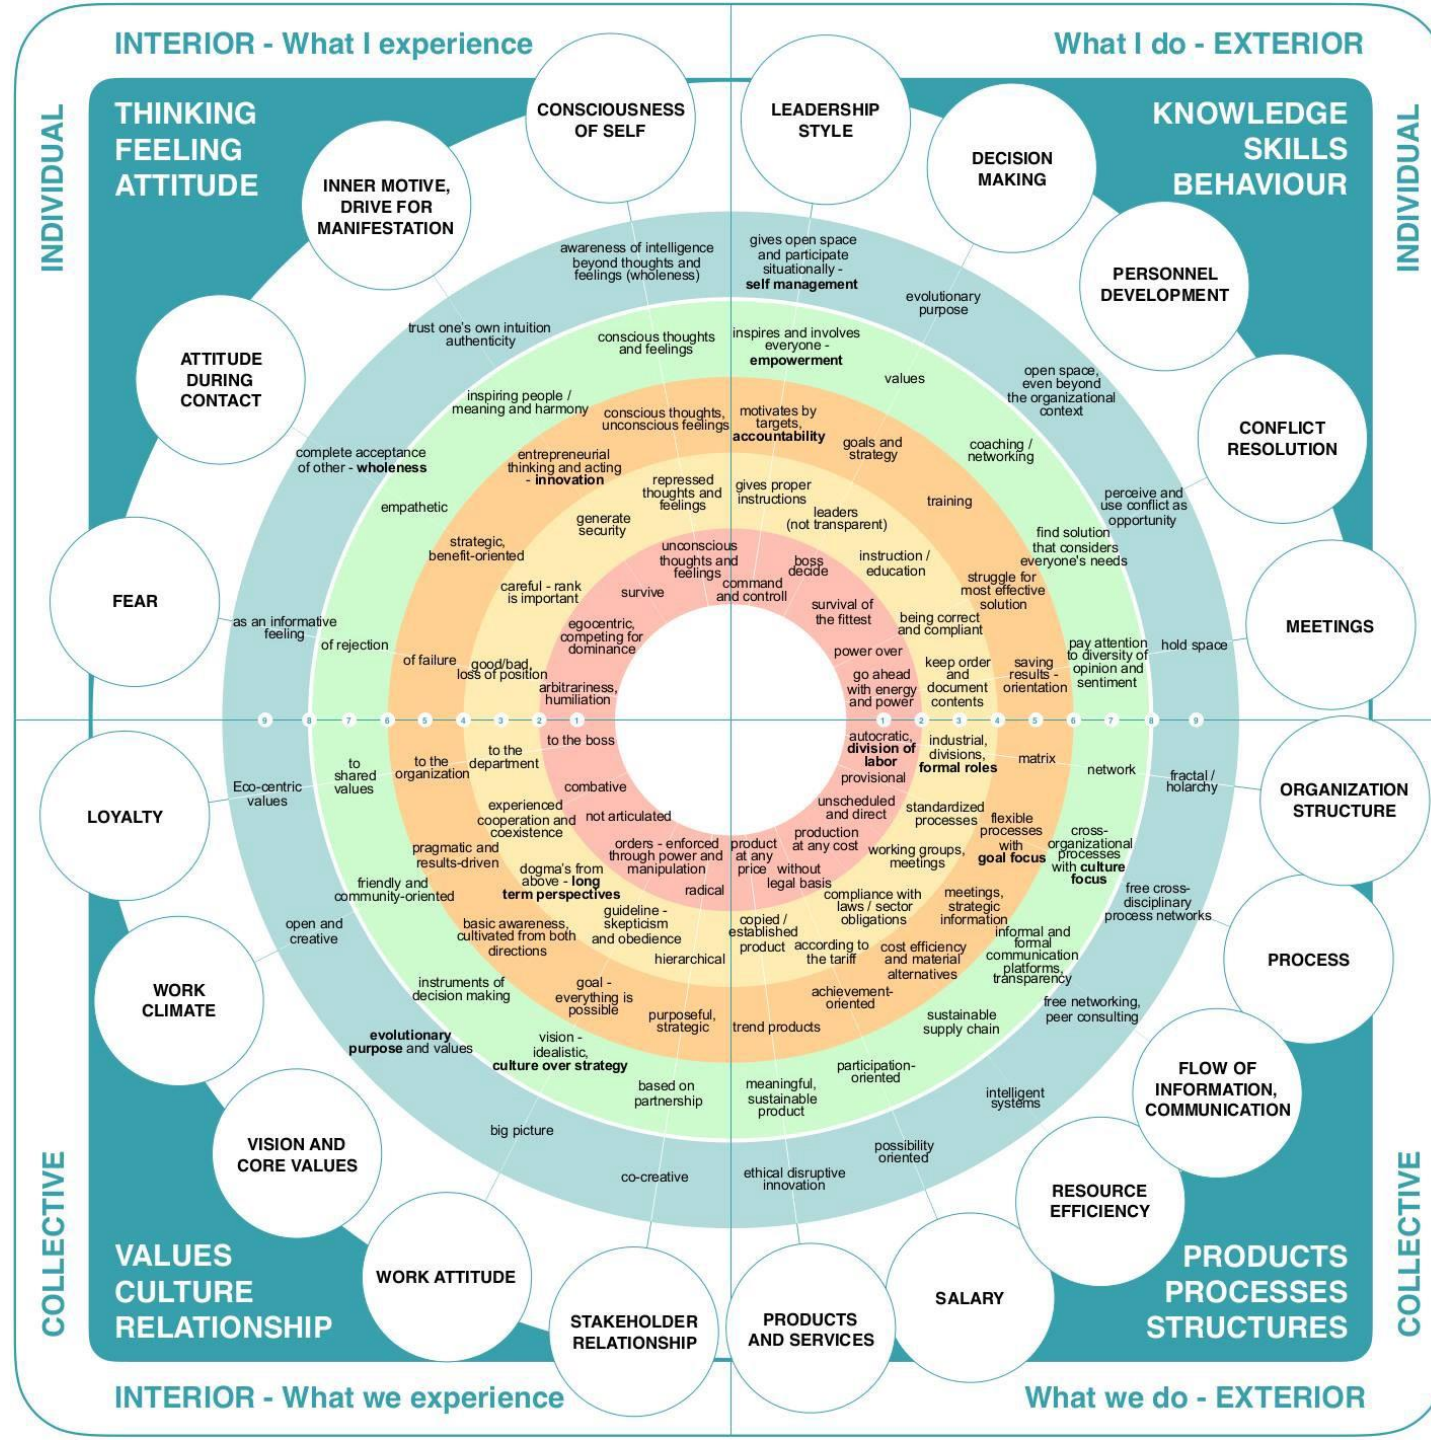 INTERIOR - What I experience
What I do - EXTERIOR
INDIVIDUAL
INDIVIDUAL
THINKING
FEELING
ATTITUDE
KNOWLEDGE
SKILLS
BEHAVIOUR
CONSCIOUSNESS
OF SELF
LEADERSHIP
STYLE
INNER MOTIVE,
DRIVE FOR
MANIFESTATION
DECISION
MAKING
ATTITUDE
DURING
CONTACT
PERSONNEL
DEVELOPMENT
FEAR
CONFLICT
RESOLUTION
MEETINGS
awareness of intelligence
beyond thoughts and
feelings (wholeness)
conscious thoughts
and feelings
conscious thoughts,
unconscious feelings
repressed
thoughts and
feelings
unconscious
thoughts and
feelings
trust one's own intuition
authenticity
inspiring people /
meaning and harmony
entrepreneurial
thinking and acting
- innovation
generate
security
survive
complete acceptance
of other - wholeness
empathetic
strategic,
benefit-oriented
careful - rank
is important
egocentric,
competing for
dominance
as an informative
feeling
of rejection
of failure
good/bad,
loss of position
arbitrariness,
humiliation
gives open space
and participate
situationally -
self management
inspires and involves
everyone -
empowerment
motivates by
targets,
accountability
gives proper
instructions
command
and controll
evolutionary
purpose
values
goals and
strategy
leaders
(not transparent)
boss
decide
open space,
even beyond
the organizational
context
coaching /
networking
training
instruction /
education
survival of
the fittest
perceive and
use conflict as
opportunity
find solution
that considers
everyone's needs
struggle for
most effective
solution
being correct
and compliant
power over
hold space
pay attention
to diversity of
opinion and
sentiment
saving
results -
orientation
keep order
and
document
contents
go ahead
with energy
and power
9 8 7 6 5 4 3 2 1
1 2 3 4 5 6 7 8 9
to the boss
to the
department
to the
organization
to
shared
values
Eco-centric
values
combative
experienced
cooperation and
coexistence
pragmatic and
results-driven
friendly and
community-oriented
open and
creative
not articulated
dogma's from
above - long
term perspectives
basic awareness,
cultivated from both
directions
instruments of
decision making
evolutionary
purpose and values
orders - enforced
through power and
manipulation
guideline -
skepticism
and obedience
goal -
everything is
possible
vision -
idealistic,
culture over strategy
big picture
radical
hierarchical
purposeful,
strategic
based on
partnership
co-creative
autocratic,
division of
labor
industrial,
divisions,
formal roles
matrix
network
fractal /
holarchy
provisional
standardized
processes
flexible
processes
with
goal focus
cross-
organizational
processes
with culture
focus
free cross-
disciplinary
process networks
unscheduled
and direct
working groups,
meetings
meetings,
strategic
information
informal and
formal
communication
platforms,
transparency
free networking,
peer consulting
production
at any cost
compliance with
laws / sector
obligations
cost efficiency
and material
alternatives
sustainable
supply chain
intelligent
systems
without
legal basis
according to
the tariff
achievement-
oriented
participation-
oriented
possibility
oriented
product
at any
price
copied /
established
product
trend products
meaningful,
sustainable
product
ethical disruptive
innovation
LOYALTY
ORGANIZATION
STRUCTURE
WORK
CLIMATE
PROCESS
VISION AND
CORE VALUES
FLOW OF
INFORMATION,
COMMUNICATION
WORK ATTITUDE
RESOURCE
EFFICIENCY
STAKEHOLDER
RELATIONSHIP
PRODUCTS
AND SERVICES
SALARY
COLLECTIVE
COLLECTIVE
VALUES
CULTURE
RELATIONSHIP
PRODUCTS
PROCESSES
STRUCTURES
INTERIOR - What we experience
What we do - EXTERIOR